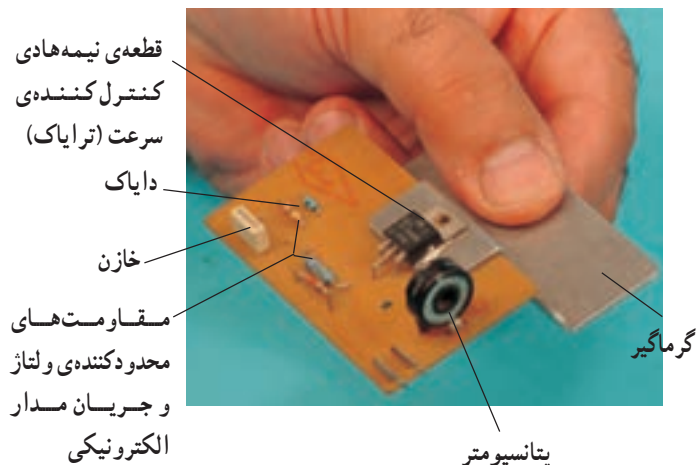 قطعه‌ی نیمه‌هادی
کنترل‌کننده‌ی
سرعت (ترایاک)
دایاک
خازن
مقاومت‌های
محدودکننده‌ی ولتاژ
و جریان مدار
الکترونیکی
گرماگیر
پتانسیومتر